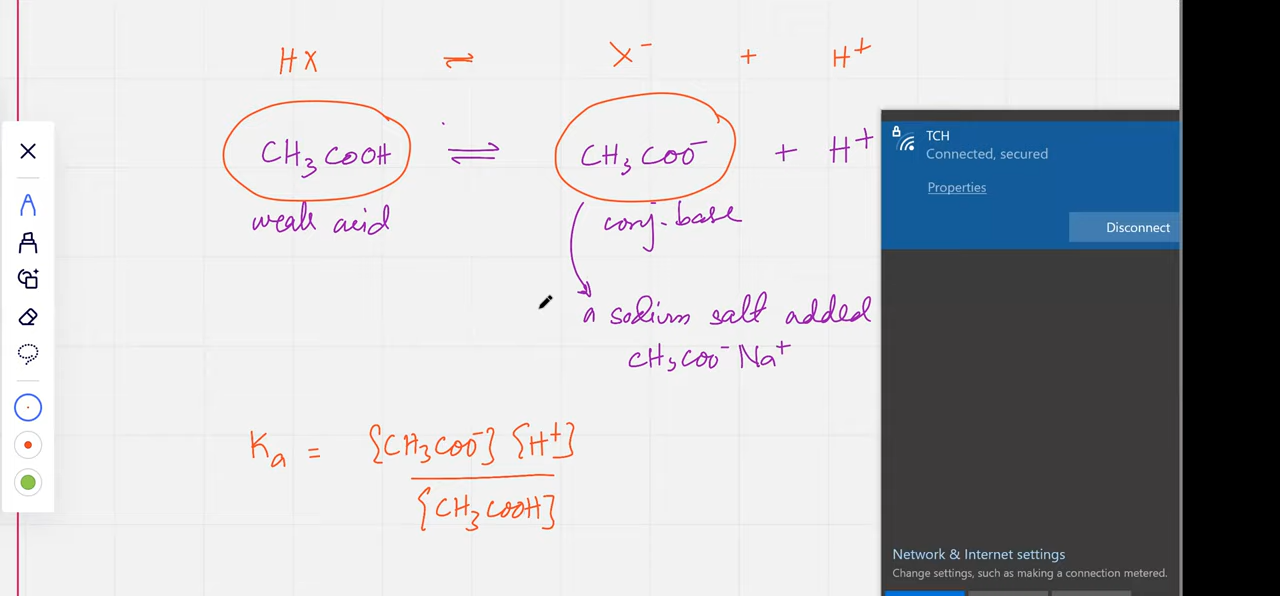 HX ⇌ X⁻ + H⁺
CH₃COOH ⇌ CH₃COO⁻ + H⁺
weak acid
conj. base
a sodium salt added
CH₃COO⁻ Na⁺
Ka = {CH₃COO⁻] {H⁺]
{CH₃COOH]
TCH
Connected, secured
Properties
Disconnect
Network & Internet settings
Change settings, such as making a connection metered.